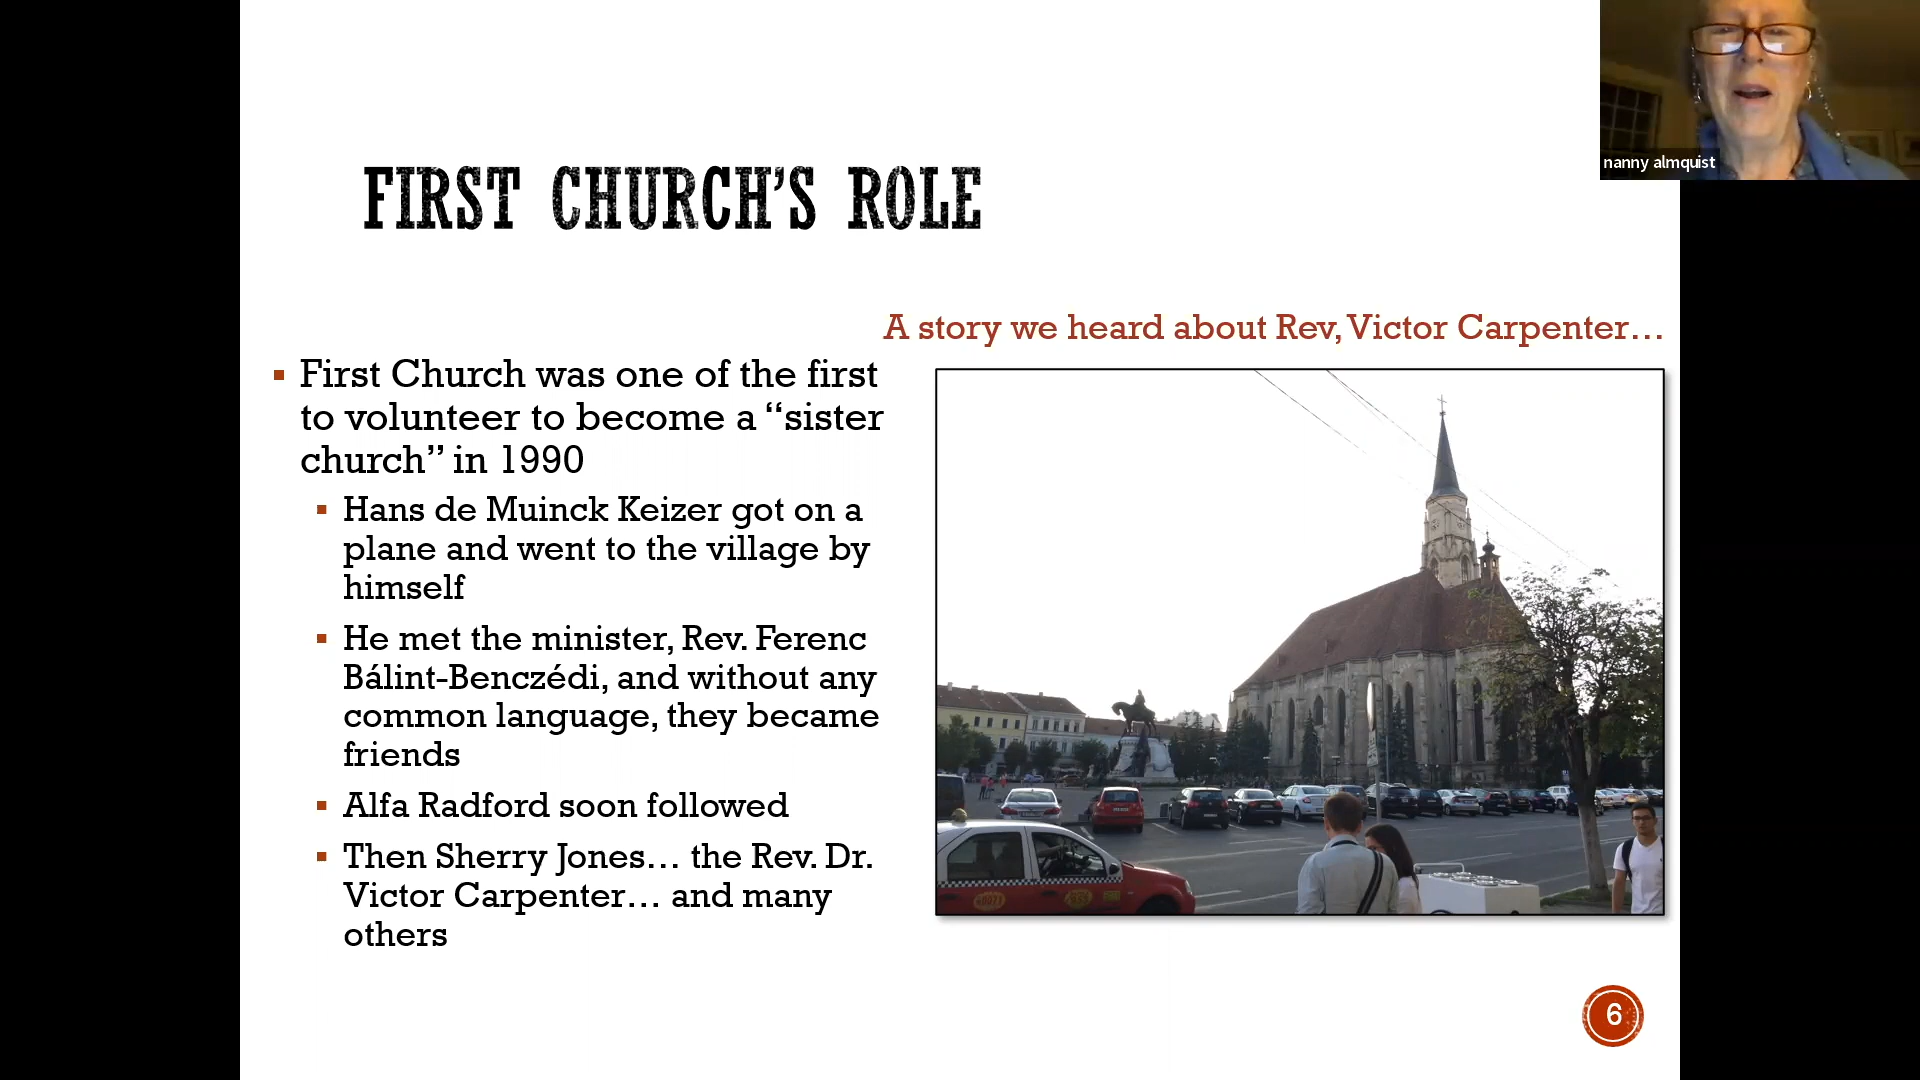 nanny almquist
FIRST CHURCH’S ROLE
A story we heard about Rev, Victor Carpenter…
First Church was one of the first
to volunteer to become a “sister
church” in 1990
Hans de Muinck Keizer got on a
plane and went to the village by
himself
He met the minister, Rev. Ferenc
Bálint-Benczédi, and without any
common language, they became
friends
Alfa Radford soon followed
Then Sherry Jones… the Rev. Dr.
Victor Carpenter… and many
others
6